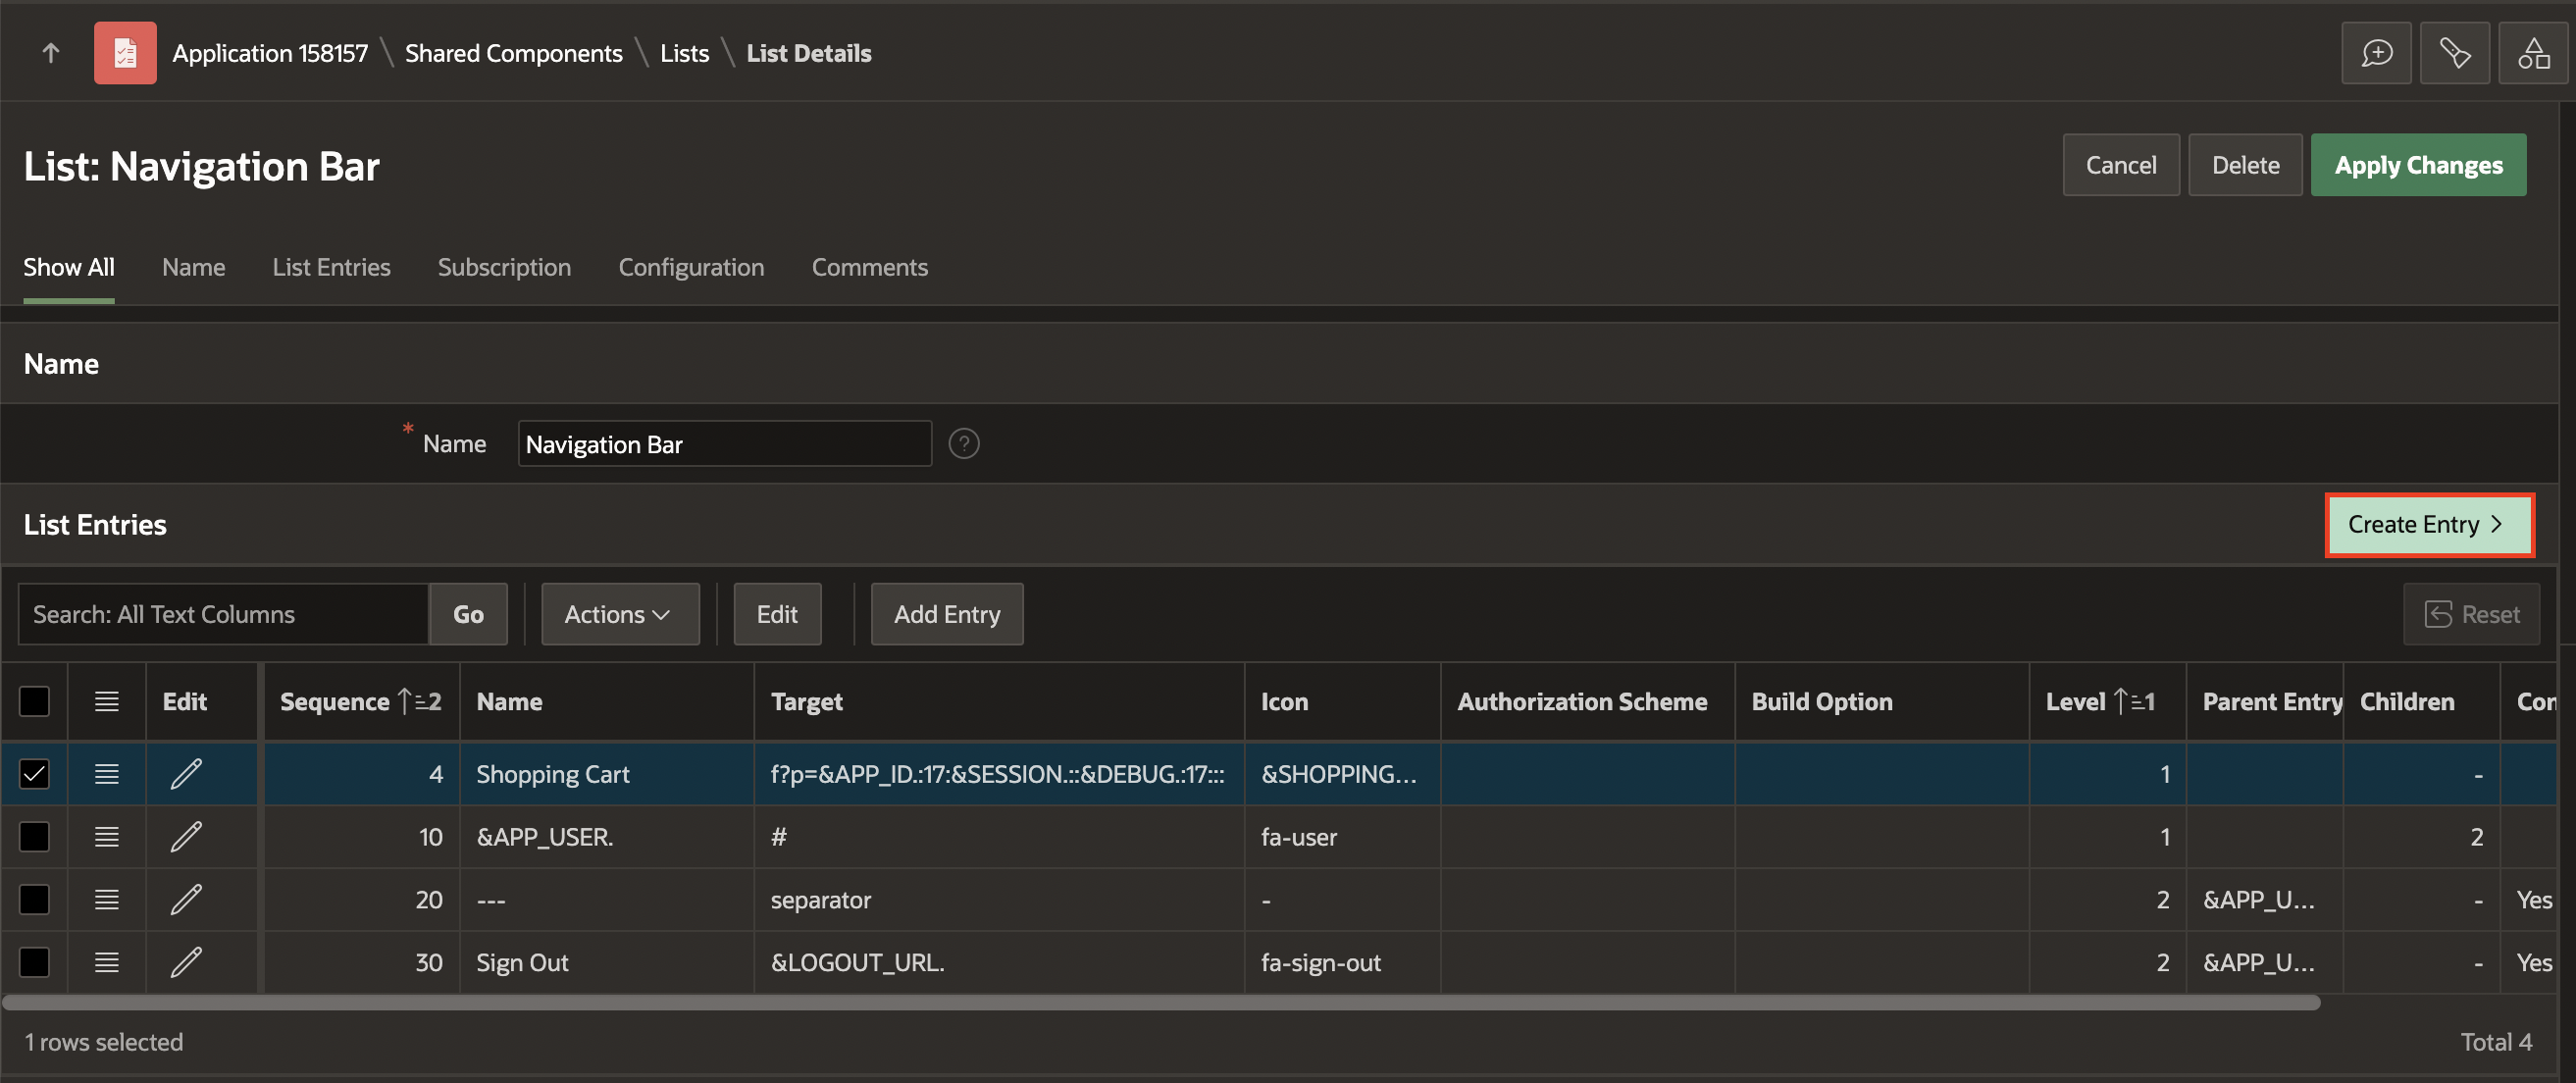 Application 158157 \ Shared Components \ Lists \ List Details
List: Navigation Bar
Cancel
Delete
Apply Changes
Show All
Name
List Entries
Subscription
Configuration
Comments
Name
* Name
Navigation Bar
?
List Entries
Create Entry >
Search: All Text Columns
Go
Actions
Edit
Add Entry
Reset
Edit Sequence 2 Name Target Icon Authorization Scheme Build Option Level 1 Parent Entry Children Con
4 Shopping Cart f?p=&APP_ID.:17:&SESSION.::&DEBUG.:17::: &SHOPPING... 1 -
10 &APP_USER. # fa-user 1 2
20 --- separator - 2 &APP_U... - Yes
30 Sign Out &LOGOUT_URL. fa-sign-out 2 &APP_U... - Yes
1 rows selected
Total 4